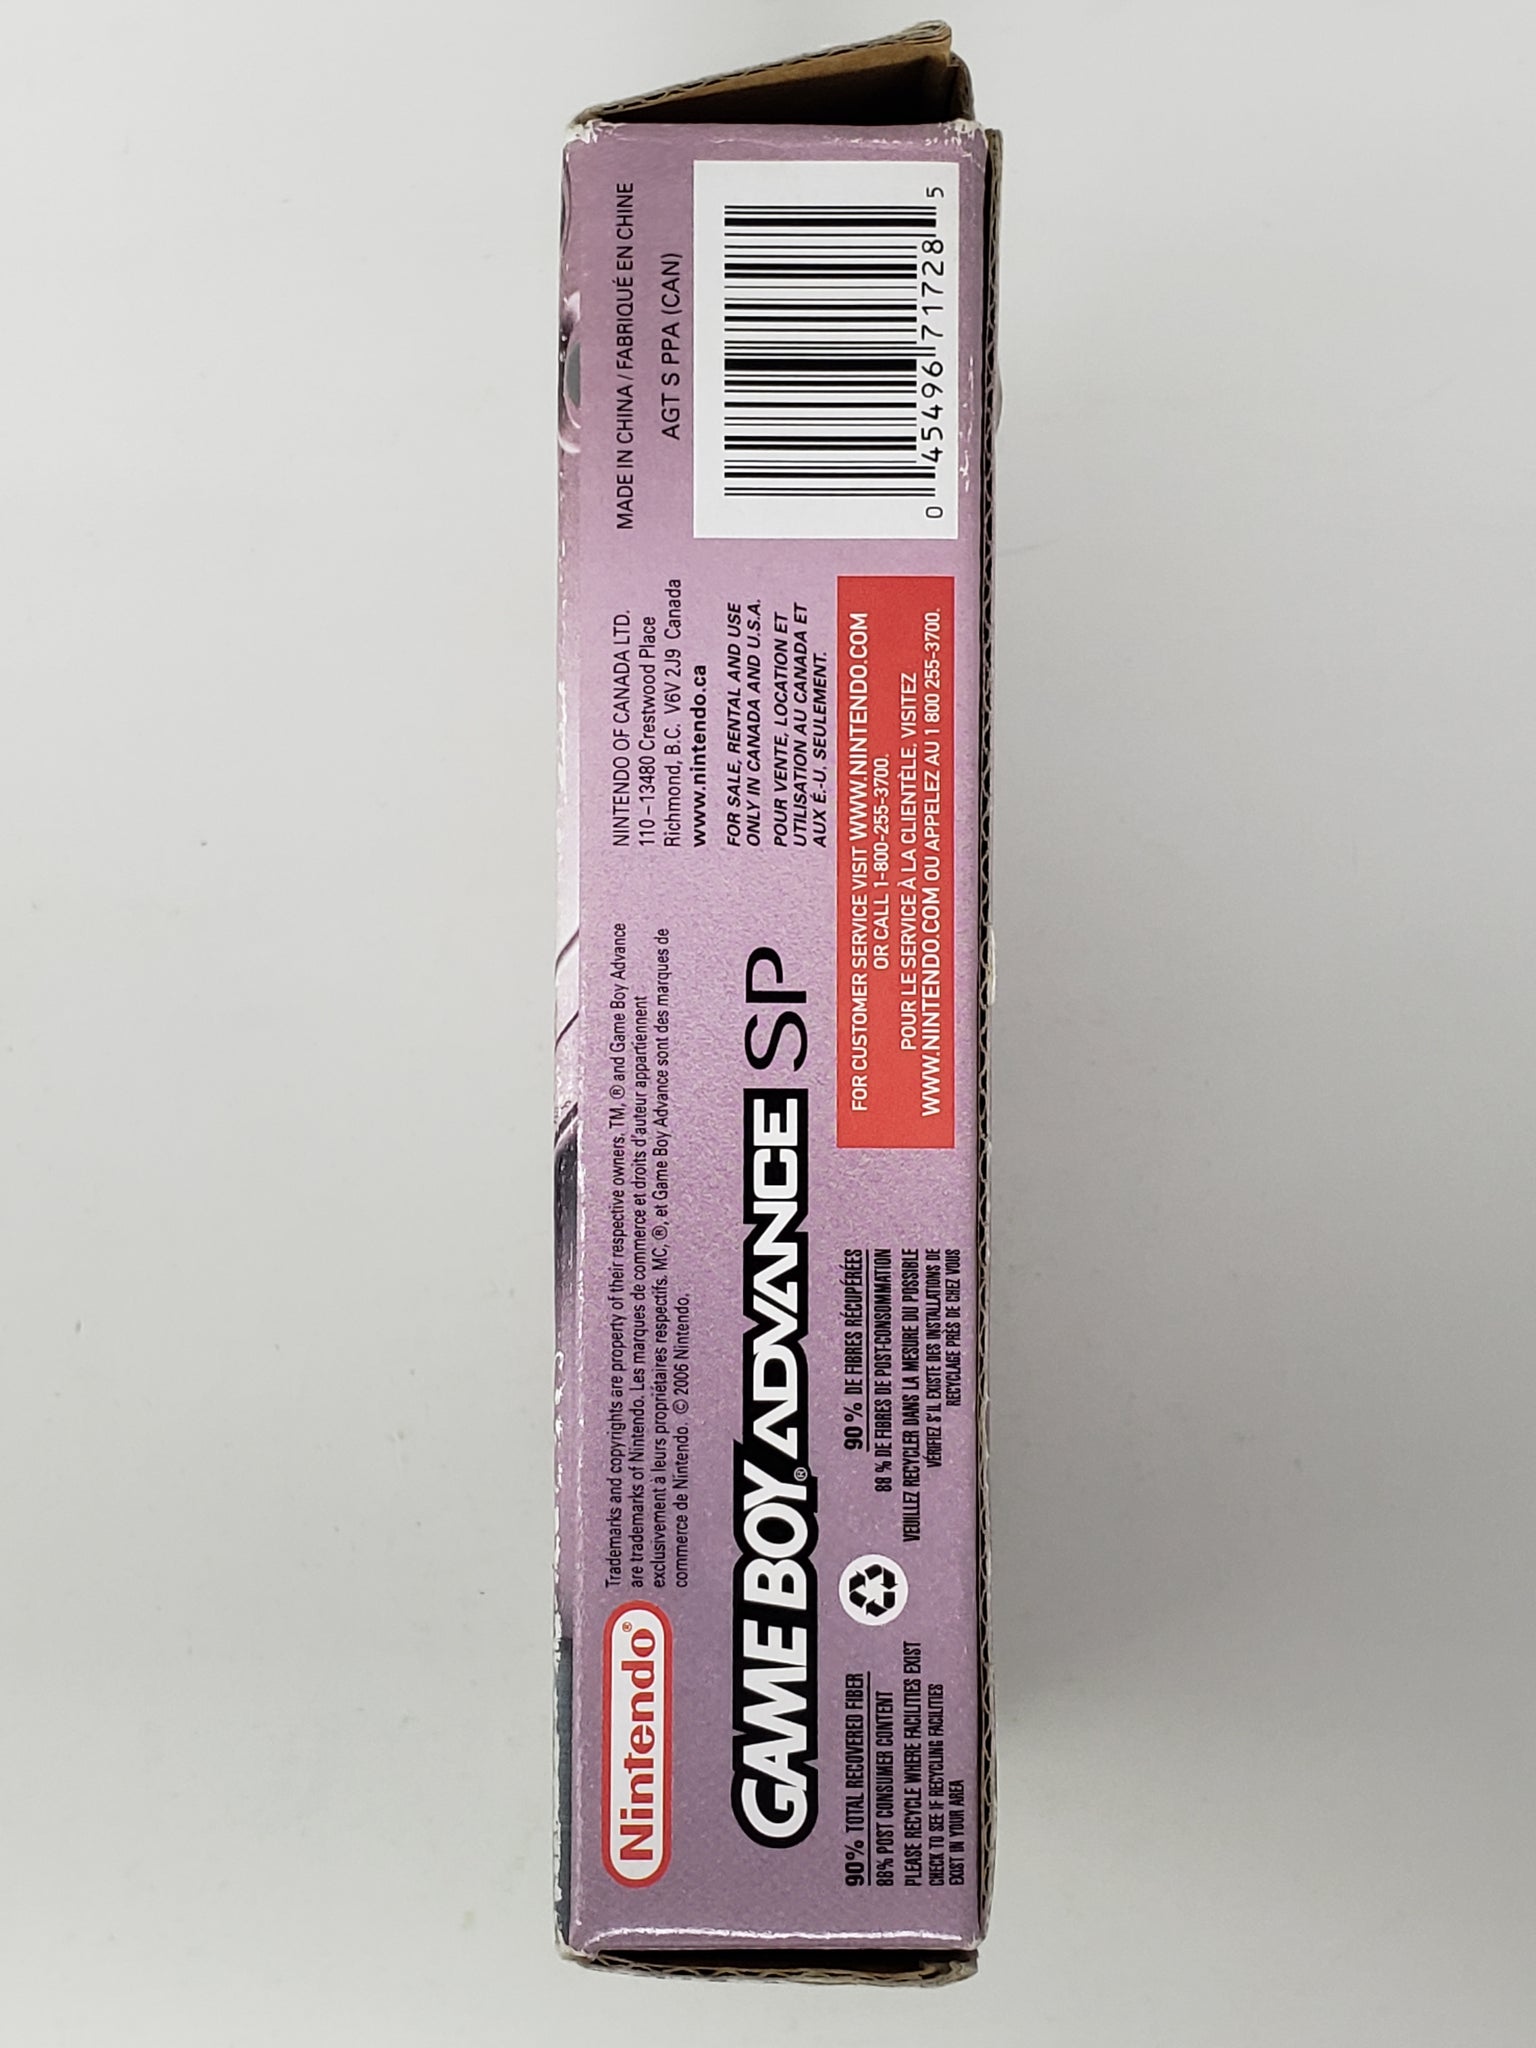 Nintendo®
Trademarks and copyrights are property of their respective owners. TM, ® and Game Boy Advance
are trademarks of Nintendo. Les marques de commerce et droits d'auteur appartiennent
exclusivement à leurs propriétaires respectifs. MC, ®, et Game Boy Advance sont des marques de
commerce de Nintendo. © 2006 Nintendo.
GAME BOY® ADVANCE SP
90% TOTAL RECOVERED FIBER
88% POST CONSUMER CONTENT
PLEASE RECYCLE WHERE FACILITIES EXIST
CHECK TO SEE IF RECYCLING FACILITIES
EXIST IN YOUR AREA
90 % DE FIBRES RÉCUPÉRÉES
88 % DE FIBRES DE POST-CONSOMMATION
VEUILLEZ RECYCLER DANS LA MESURE DU POSSIBLE
VÉRIFIEZ S'IL EXISTE DES INSTALLATIONS DE
RECYCLAGE PRÈS DE CHEZ VOUS
NINTENDO OF CANADA LTD.
110 – 13480 Crestwood Place
Richmond, B.C. V6V 2J9 Canada
www.nintendo.ca
FOR SALE, RENTAL AND USE
ONLY IN CANADA AND U.S.A.
POUR VENTE, LOCATION ET
UTILISATION AU CANADA ET
AUX É.-U. SEULEMENT.
FOR CUSTOMER SERVICE VISIT WWW.NINTENDO.COM
OR CALL 1-800-255-3700.
POUR LE SERVICE À LA CLIENTÈLE, VISITEZ
WWW.NINTENDO.COM OU APPELEZ AU 1 800 255-3700.
MADE IN CHINA / FABRIQUÉ EN CHINE
AGT S PPA (CAN)
0 45496 71728 5